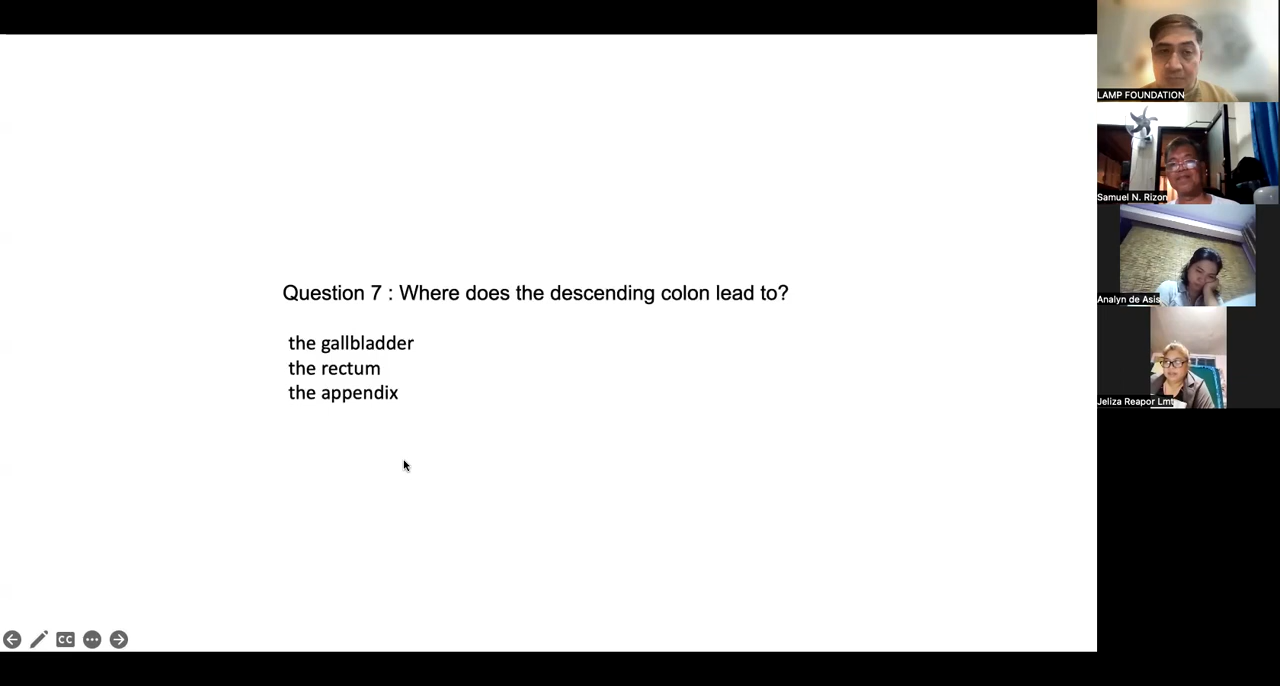 Question 7 : Where does the descending colon lead to?
the gallbladder
the rectum
the appendix
CC
LAMP FOUNDATION
Samuel N. Rizon
Analyn de Asis
Jeliza Reapor Lmt